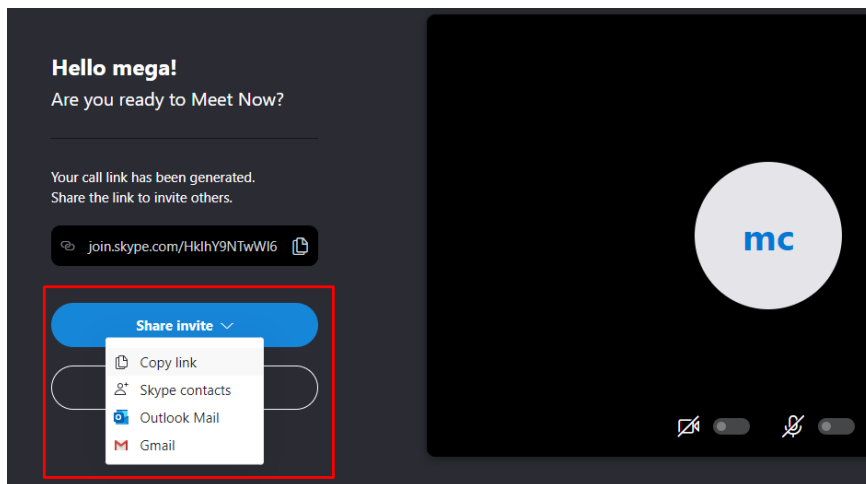 Hello mega!
Are you ready to Meet Now?
Your call link has been generated.
Share the link to invite others.
join.skype.com/HklhY9NTwWl6
Share invite
Copy link
Skype contacts
Outlook Mail
Gmail
mc